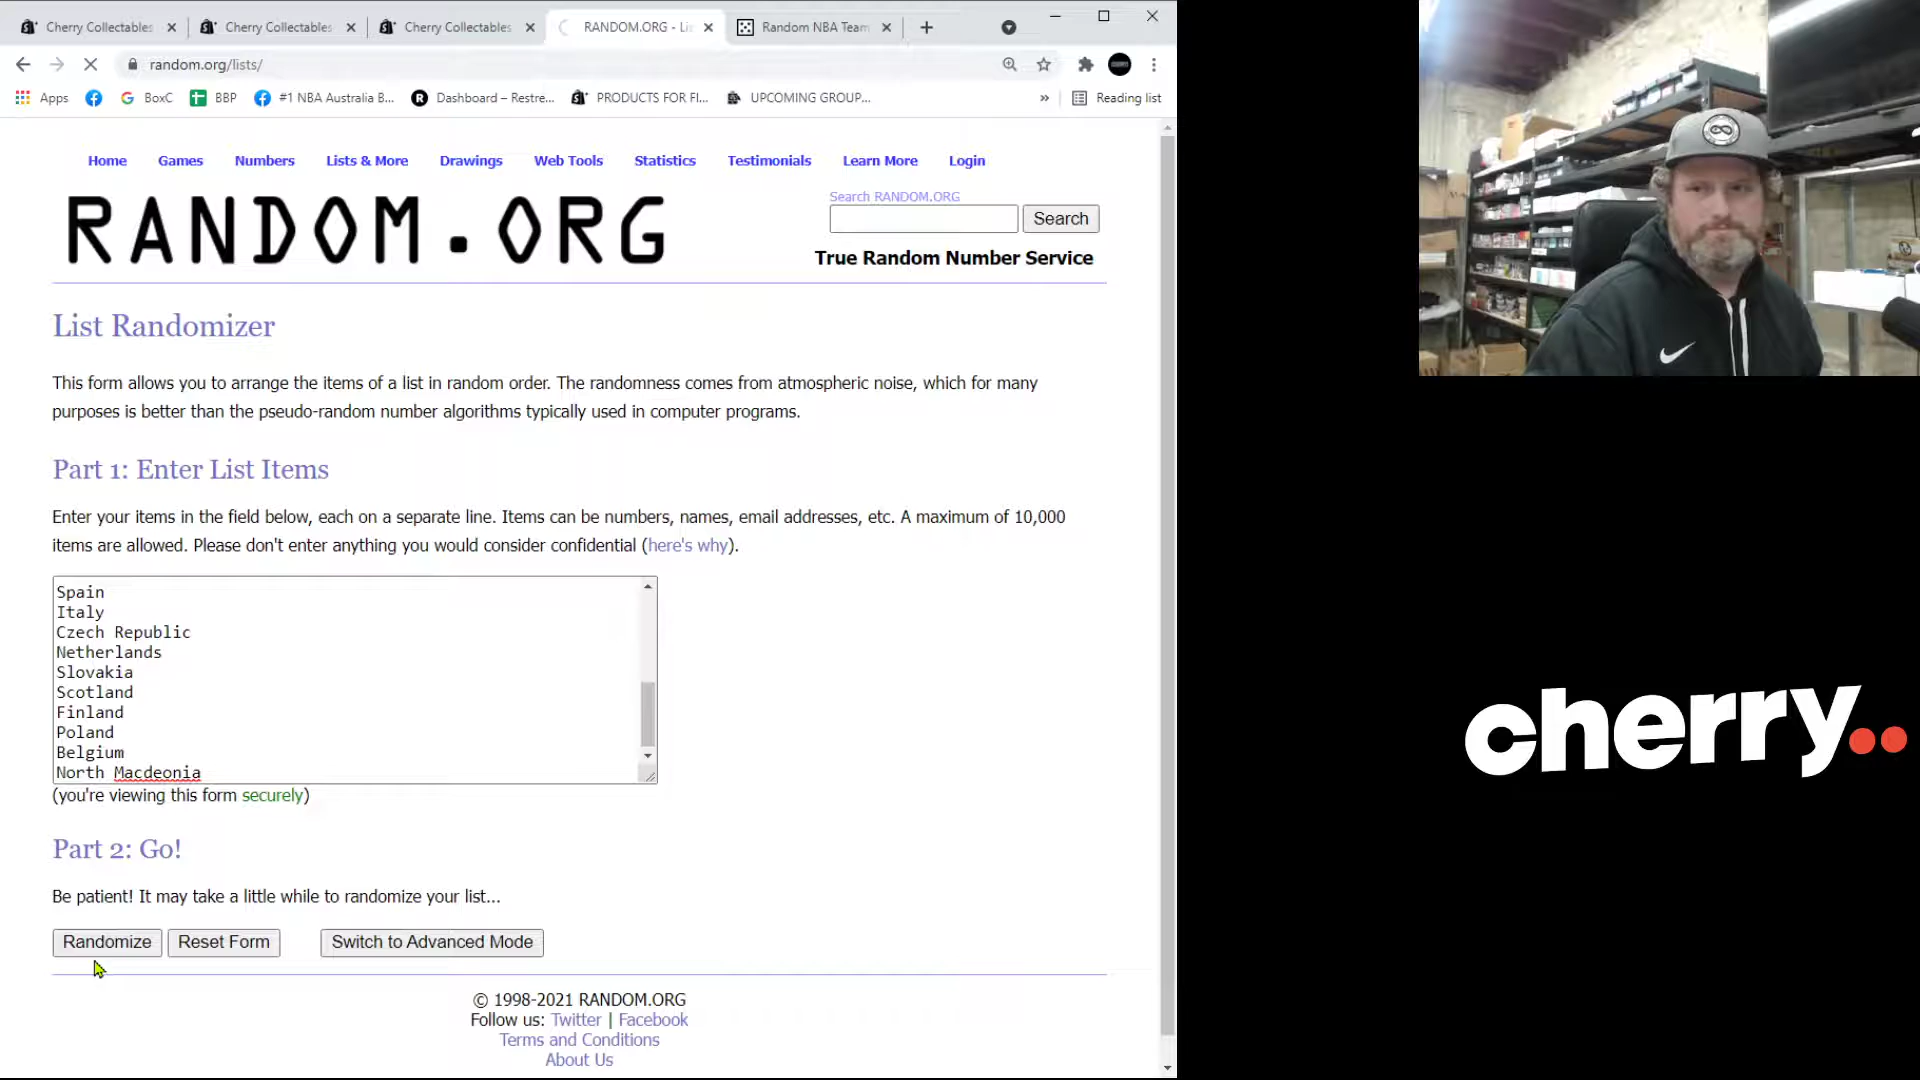 Cherry Collectables
Cherry Collectables
Cherry Collectables
RANDOM.ORG - Li
Random NBA Team
random.org/lists/
Apps
BoxC
BBP
#1 NBA Australia B...
Dashboard – Restre...
PRODUCTS FOR FI...
UPCOMING GROUP...
»
Reading list
Home
Games
Numbers
Lists & More
Drawings
Web Tools
Statistics
Testimonials
Learn More
Login
RANDOM.ORG
Search RANDOM.ORG
Search
True Random Number Service
List Randomizer
This form allows you to arrange the items of a list in random order. The randomness comes from atmospheric noise, which for many
purposes is better than the pseudo-random number algorithms typically used in computer programs.
Part 1: Enter List Items
Enter your items in the field below, each on a separate line. Items can be numbers, names, email addresses, etc. A maximum of 10,000
items are allowed. Please don't enter anything you would consider confidential (here's why).
Spain
Italy
Czech Republic
Netherlands
Slovakia
Scotland
Finland
Poland
Belgium
North Macdeonia
(you're viewing this form securely)
Part 2: Go!
Be patient! It may take a little while to randomize your list...
Randomize
Reset Form
Switch to Advanced Mode
© 1998-2021 RANDOM.ORG
Follow us: Twitter | Facebook
Terms and Conditions
About Us
cherry..